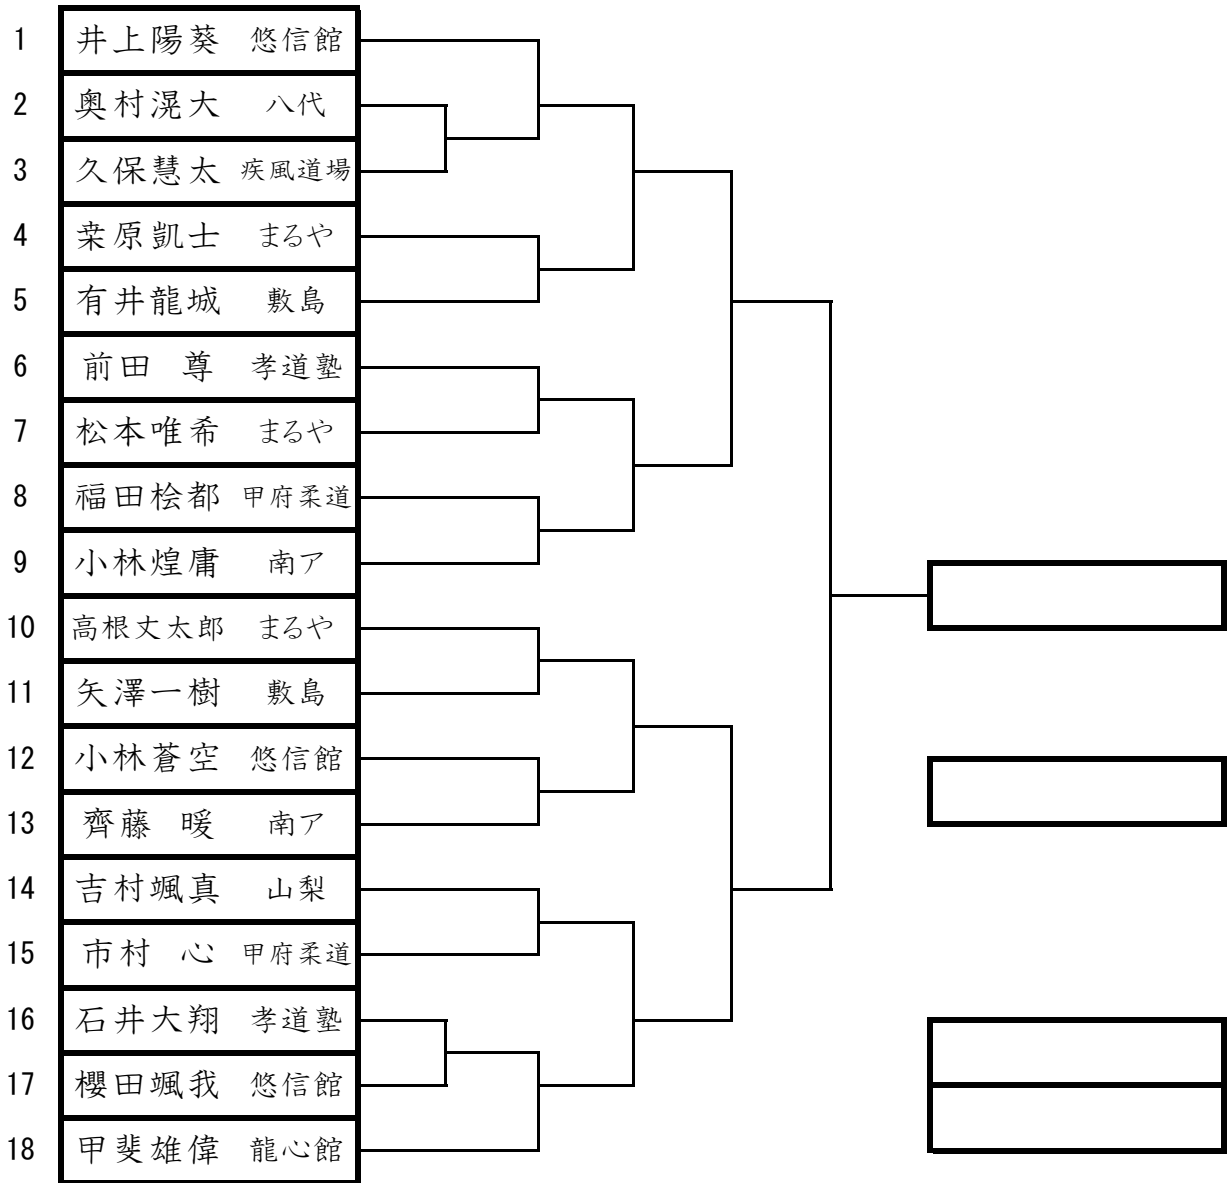 1 井上陽葵 悠信館
2 奥村滉大 八代
3 久保慧太 疾風道場
4 桒原凱士 まるや
5 有井龍城 敷島
6 前田 尊 孝道塾
7 松本唯希 まるや
8 福田桧都 甲府柔道
9 小林煌庸 南ア
10 高根丈太郎 まるや
11 矢澤一樹 敷島
12 小林蒼空 悠信館
13 齊藤 暖 南ア
14 吉村颯真 山梨
15 市村 心 甲府柔道
16 石井大翔 孝道塾
17 櫻田颯我 悠信館
18 甲斐雄偉 龍心館